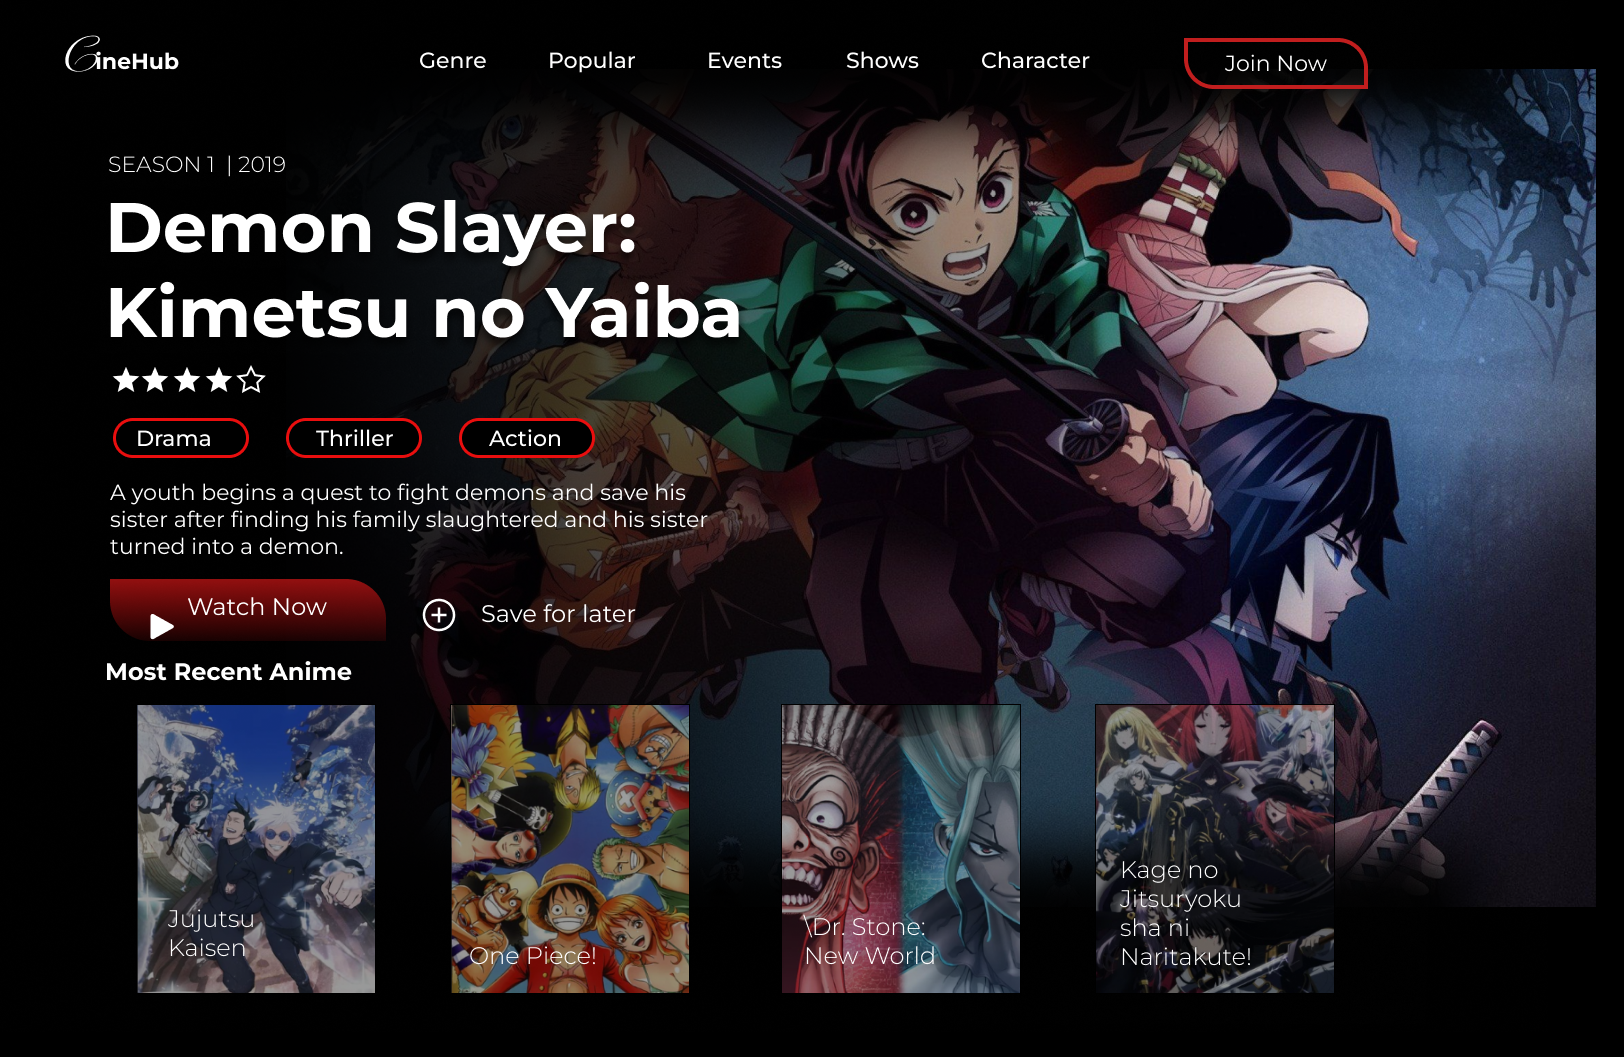 CineHub
Genre
Popular
Events
Shows
Character
Join Now
SEASON 1 | 2019
Demon Slayer:
Kimetsu no Yaiba
Drama
Thriller
Action
A youth begins a quest to fight demons and save his
sister after finding his family slaughtered and his sister
turned into a demon.
Watch Now
Save for later
Most Recent Anime
Jujutsu
Kaisen
One Piece!
\Dr. Stone:
New World
Kage no
Jitsuryoku
sha ni
Naritakute!